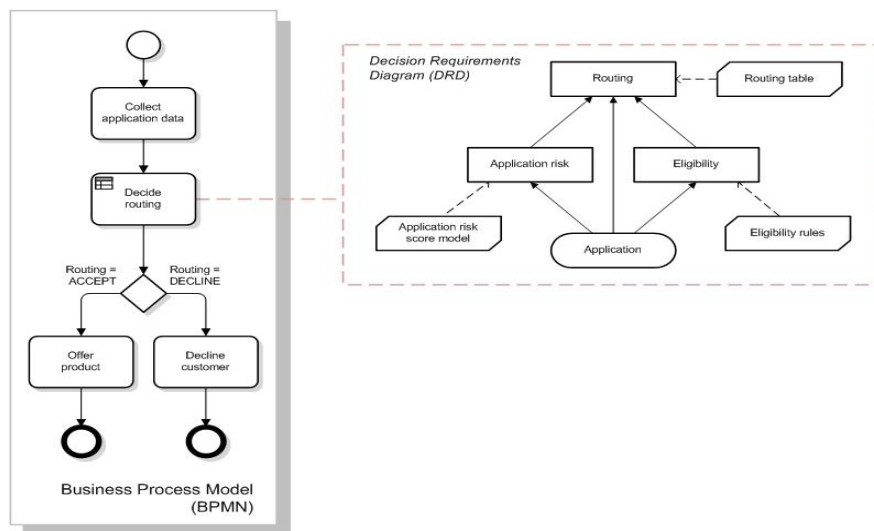 Collect
application data
Decide
routing
Routing =
ACCEPT
Routing =
DECLINE
Offer
product
Decline
customer
Business Process Model
(BPMN)
Decision Requirements
Diagram (DRD)
Routing
Routing table
Application risk
Eligibility
Application risk
score model
Application
Eligibility rules